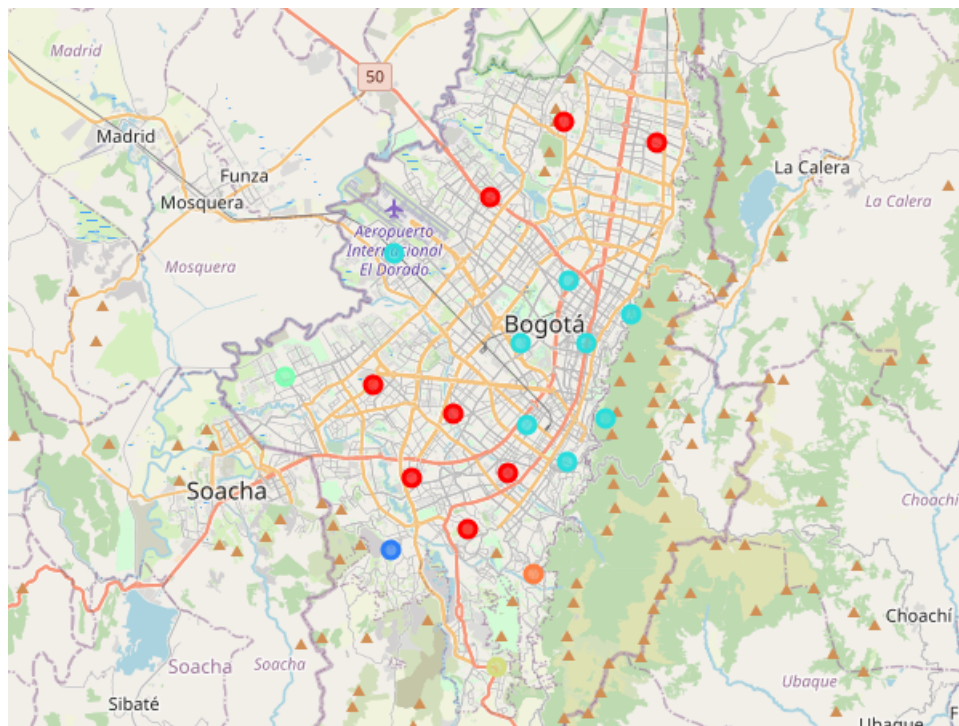 Madrid
50
Madrid
La Calera
Funza
La Calera
Mosquera
Aeropuerto
Internacional
El Dorado
Mosquera
Bogotá
Soacha
Choachí
Choachí
Soacha
Soacha
Ubaque
Sibaté
Ubaque